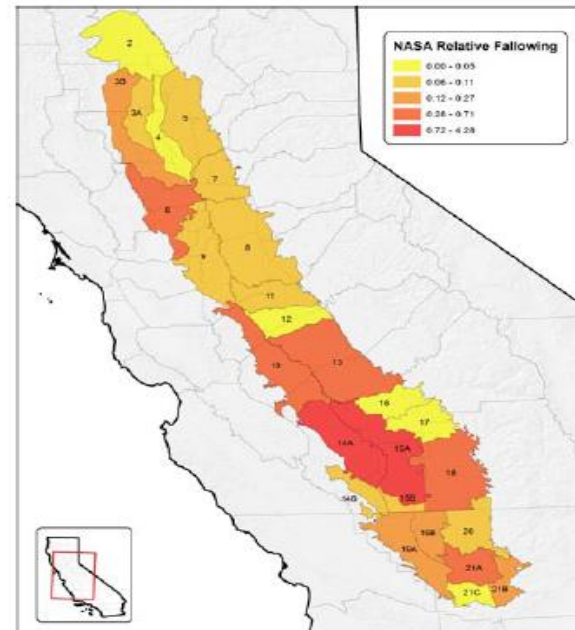 NASA Relative Fallowing
0.00 - 0.05
0.06 - 0.11
0.12 - 0.27
0.28 - 0.71
0.72 - 4.28
2
3B
3A
5
4
7
6
8
9
11
12
13
10
16
17
14A
15A
18
14B
15B
19B
20
19A
21A
21B
21C